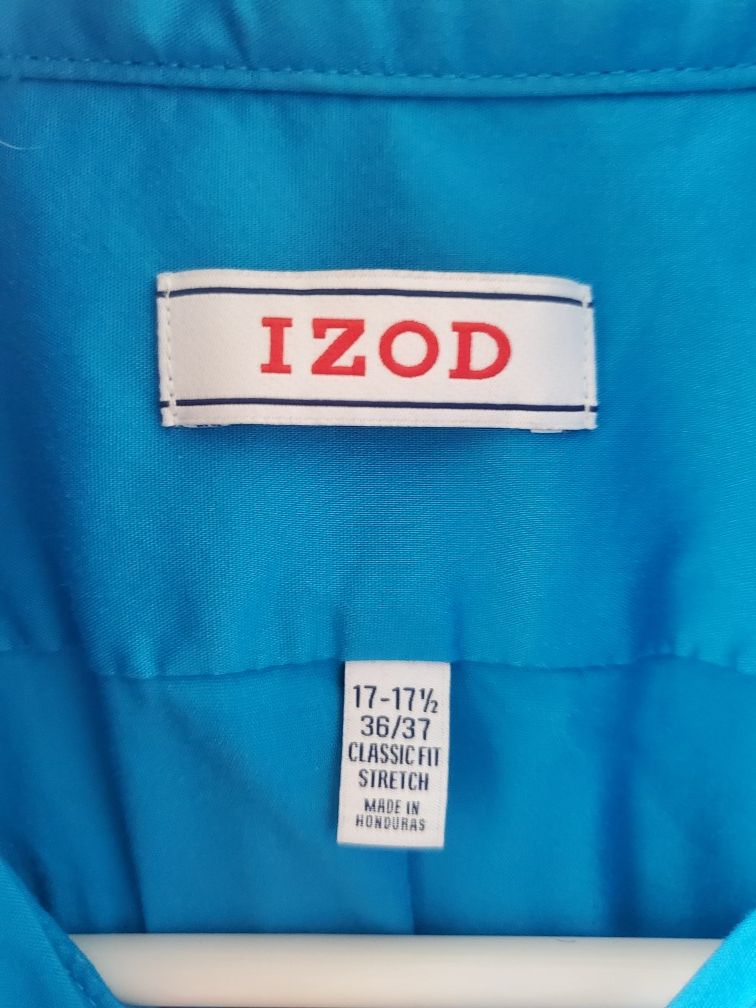 IZOD
17-17½
36/37
CLASSIC FIT
STRETCH
MADE IN
HONDURAS